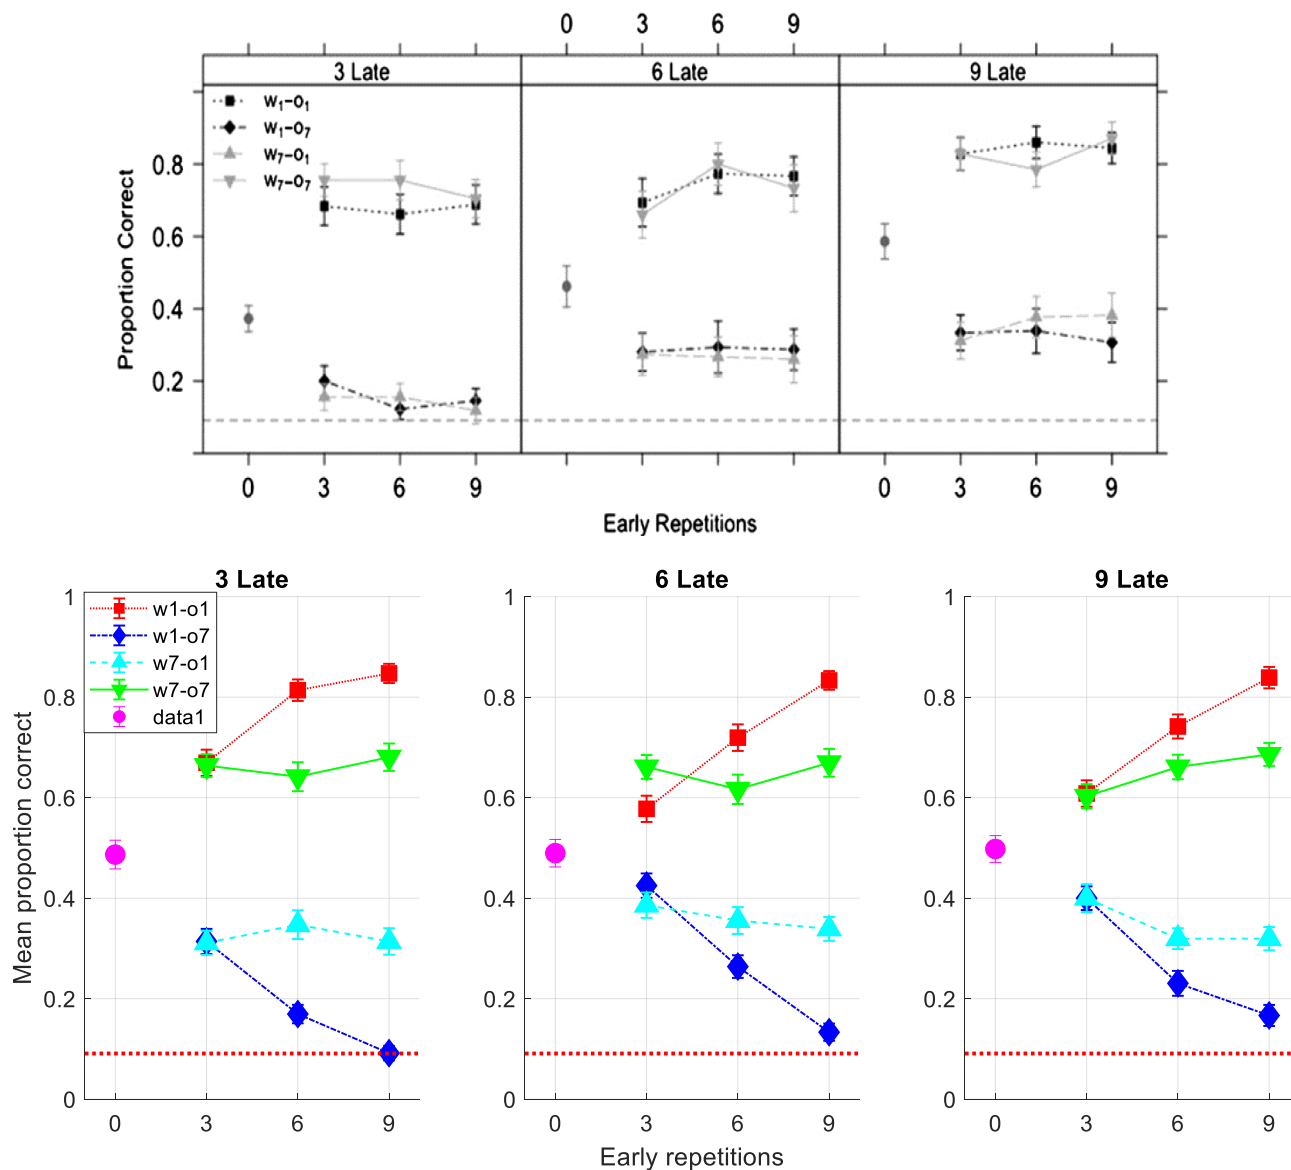 0 3 6 9
3 Late 6 Late 9 Late
w1-o1
w1-o7
w7-o1
w7-o7
0.8
0.6
0.4
0.2
Proportion Correct
0 3 6 9 0 3 6 9
Early Repetitions
3 Late 6 Late 9 Late
w1-o1
w1-o7
w7-o1
w7-o7
data1
1 1 1
0.8 0.8 0.8
0.6 0.6 0.6
0.4 0.4 0.4
0.2 0.2 0.2
0 0 0
Mean proportion correct
0 3 6 9 0 3 6 9 0 3 6 9
Early repetitions